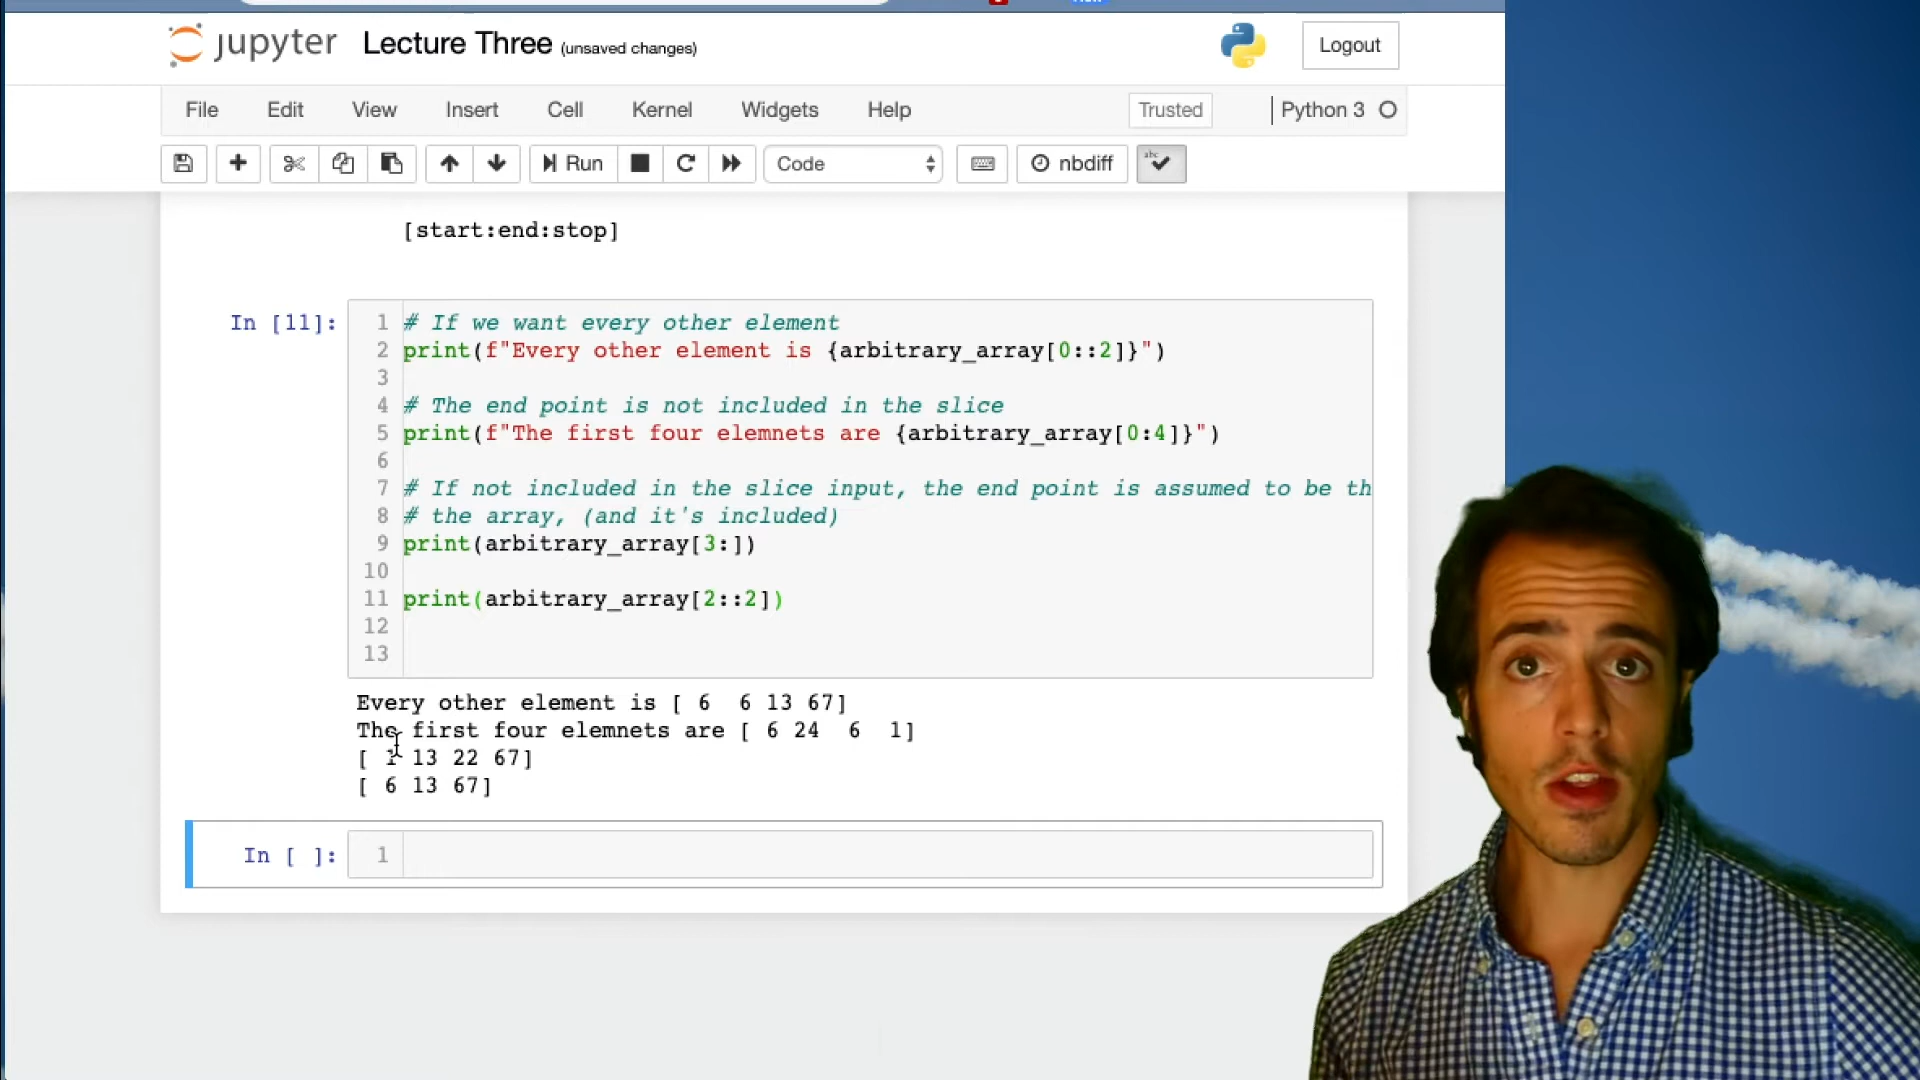 jupyter Lecture Three (unsaved changes) Logout
File Edit View Insert Cell Kernel Widgets Help Trusted Python 3
Run Code nbdiff abc
[start:end:stop]
In [11]:
1 # If we want every other element
2 print(f"Every other element is {arbitrary_array[0::2]}")
3
4 # The end point is not included in the slice
5 print(f"The first four elemnets are {arbitrary_array[0:4]}")
6
7 # If not included in the slice input, the end point is assumed to be th
8 # the array, (and it's included)
9 print(arbitrary_array[3:])
10
11 print(arbitrary_array[2::2])
12
13
Every other element is [ 6  6 13 67]
The first four elemnets are [ 6 24  6  1]
[ 1 13 22 67]
[ 6 13 67]
In [ ]: 1